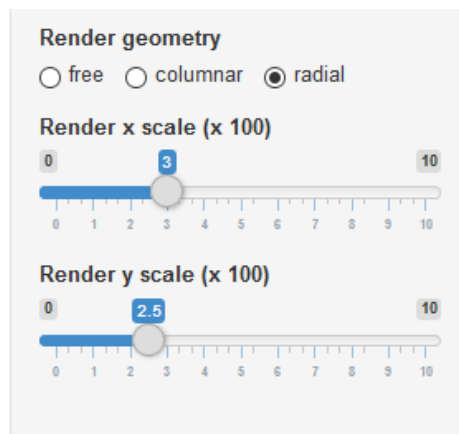 Render geometry
free columnar radial
Render x scale (x 100)
0 3 10
0 1 2 3 4 5 6 7 8 9 10
Render y scale (x 100)
0 2.5 10
0 1 2 3 4 5 6 7 8 9 10